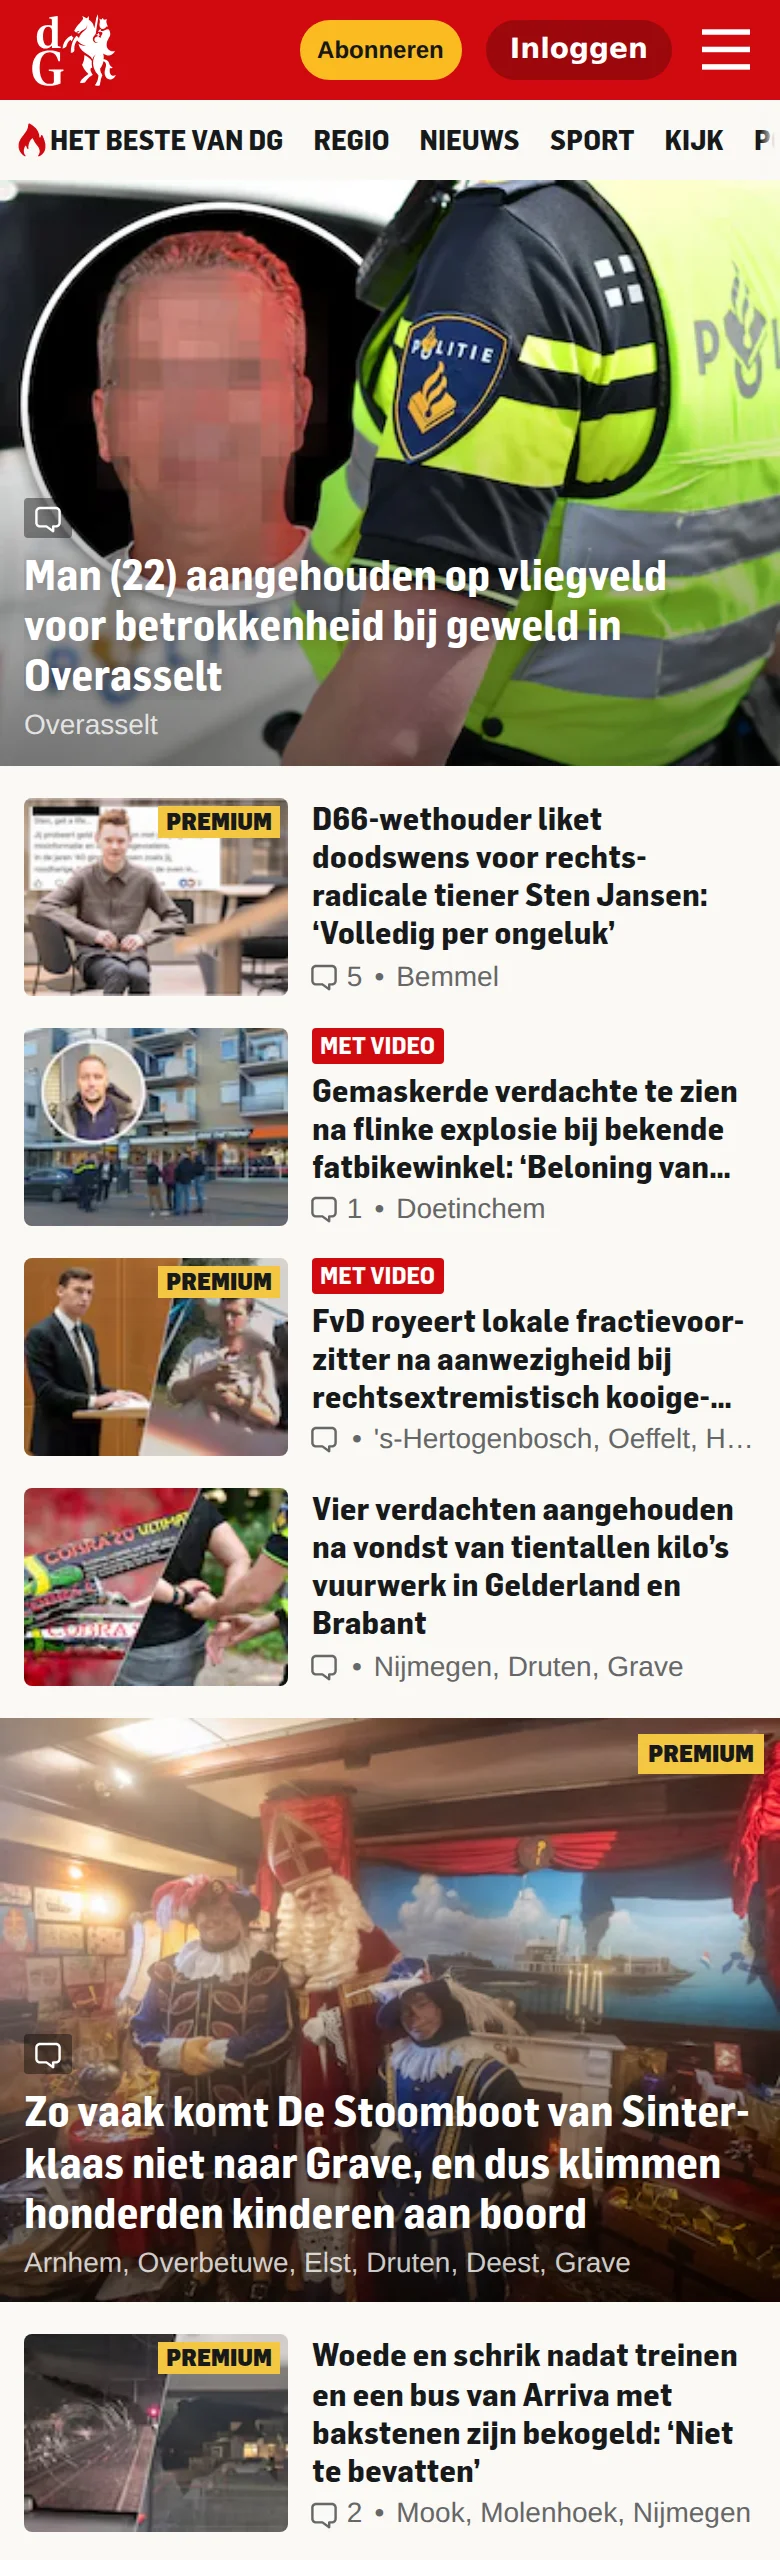 dG
Abonneren
Inloggen
HET BESTE VAN DG REGIO NIEUWS SPORT KIJK
POLITIE
Man (22) aangehouden op vliegveld
voor betrokkenheid bij geweld in
Overasselt
Overasselt
PREMIUM
D66-wethouder liket
doodswens voor rechts-
radicale tiener Sten Jansen:
‘Volledig per ongeluk’
5 • Bemmel
MET VIDEO
Gemaskerde verdachte te zien
na flinke explosie bij bekende
fatbikewinkel: ‘Beloning van...
1 • Doetinchem
PREMIUM
MET VIDEO
FvD royeert lokale fractievoor-
zitter na aanwezigheid bij
rechtsextremistisch kooige-...
• 's-Hertogenbosch, Oeffelt, H...
COBRA 20 ULTIMATE
COBRA
Vier verdachten aangehouden
na vondst van tientallen kilo’s
vuurwerk in Gelderland en
Brabant
• Nijmegen, Druten, Grave
PREMIUM
Zo vaak komt De Stoomboot van Sinter-
klaas niet naar Grave, en dus klimmen
honderden kinderen aan boord
Arnhem, Overbetuwe, Elst, Druten, Deest, Grave
PREMIUM
Woede en schrik nadat treinen
en een bus van Arriva met
bakstenen zijn bekogeld: ‘Niet
te bevatten’
2 • Mook, Molenhoek, Nijmegen